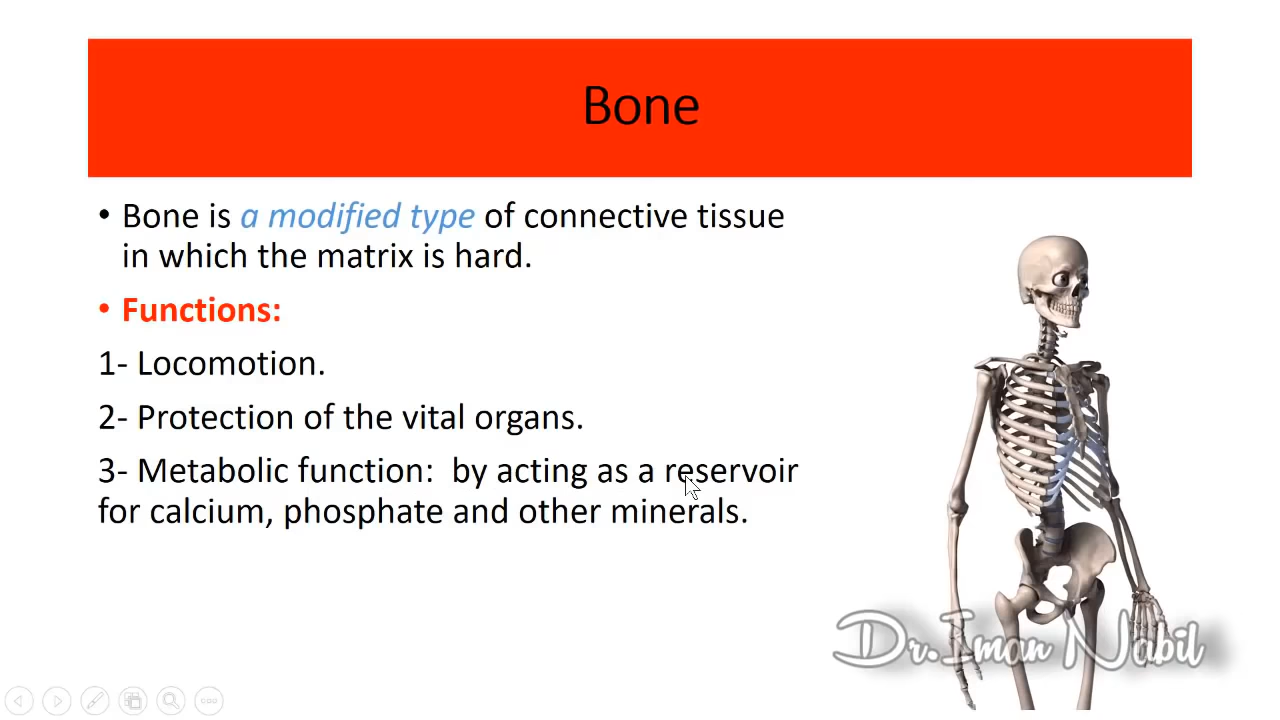 Bone
• Bone is a modified type of connective tissue
in which the matrix is hard.
• Functions:
1- Locomotion.
2- Protection of the vital organs.
3- Metabolic function:  by acting as a reservoir
for calcium, phosphate and other minerals.
Dr.Iman Nabil